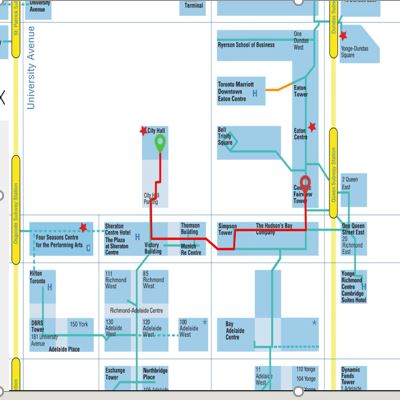 University
Avenue
Terminal
St. Patrick
Dundas Station
University Avenue
Ryerson School of Business
One
Dundas
West
Yonge-Dundas
Square
Toronto Marriott
Downtown
Eaton Centre
H
Eaton
Tower
City Hall
Bell
Trinity
Square
Eaton
Centre
City Hall
Parking
Cadillac
Fairview
Tower
2 Queen
East
Osgoode Subway Station
Queen Subway Station
Four Seasons Centre
for the Performing Arts
C
Sheraton
Centre Hotel
The Plaza
at Sheraton
H
Thomson
Building
Victory
Building
Munich
Re Centre
Simpson
Tower
The Hudson's Bay
Company
One Queen
Street East
20
Richmond
East
Hilton
Toronto
H
111
Richmond
West
85
Richmond
West
Yonge
Richmond
Centre
Cambridge
Suites Hotel
H
Richmond-Adelaide Centre
DBRS
Tower
181 University
150 York
Adelaide Place
130
Adelaide
West
120
Adelaide
West
100
Adelaide
West
Bay
Adelaide
Centre
Exchange
Tower
Northbridge
Place
11
Adelaide
West
110 Yonge
104 Yonge
Dynamic
Funds
Tower
1 Adelaide